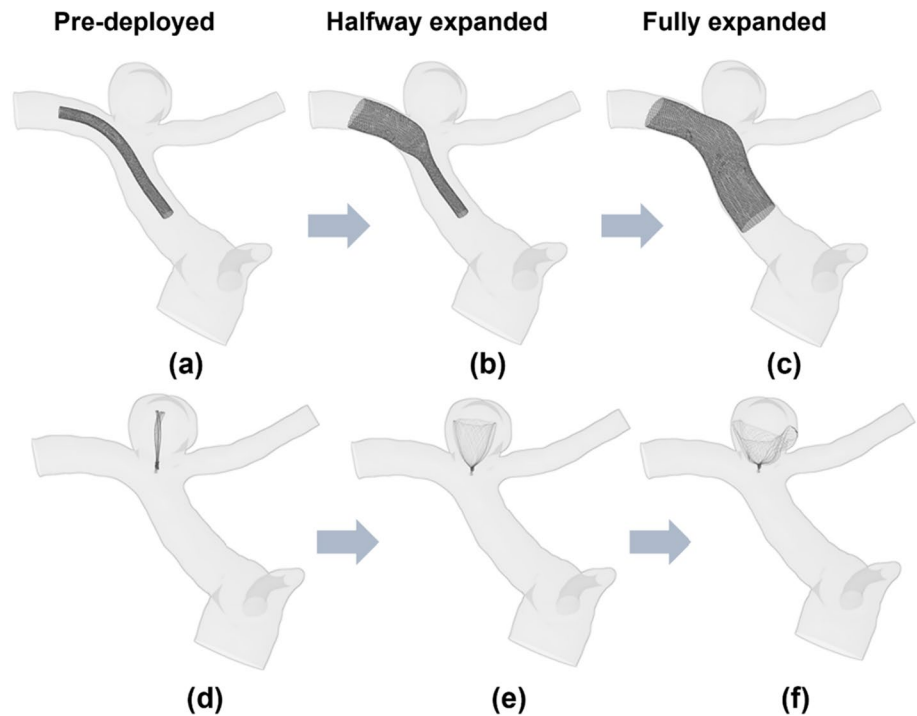 Pre-deployed
Halfway expanded
Fully expanded
(a)
(b)
(c)
(d)
(e)
(f)